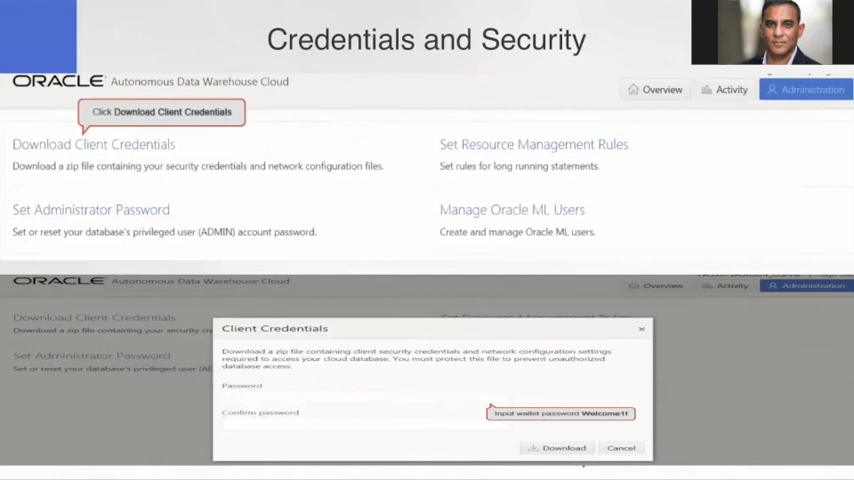 Credentials and Security
ORACLE Autonomous Data Warehouse Cloud
Overview Activity Administration
Click Download Client Credentials
Download Client Credentials
Download a zip file containing your security credentials and network configuration files.
Set Resource Management Rules
Set rules for long running statements.
Set Administrator Password
Set or reset your database's privileged user (ADMIN) account password.
Manage Oracle ML Users
Create and manage Oracle ML users.
ORACLE Autonomous Data Warehouse Cloud
Overview Activity Administration
Download Client Credentials
Download a zip file containing your security cre
Set Administrator Password
Set or reset your database's privileged user (AD
Client Credentials
Download a zip file containing client security credentials and network configuration settings
required to access your cloud database. You must protect this file to prevent unauthorized
database access.
Password
Confirm password
Input wallet password Welcome1!
Download Cancel